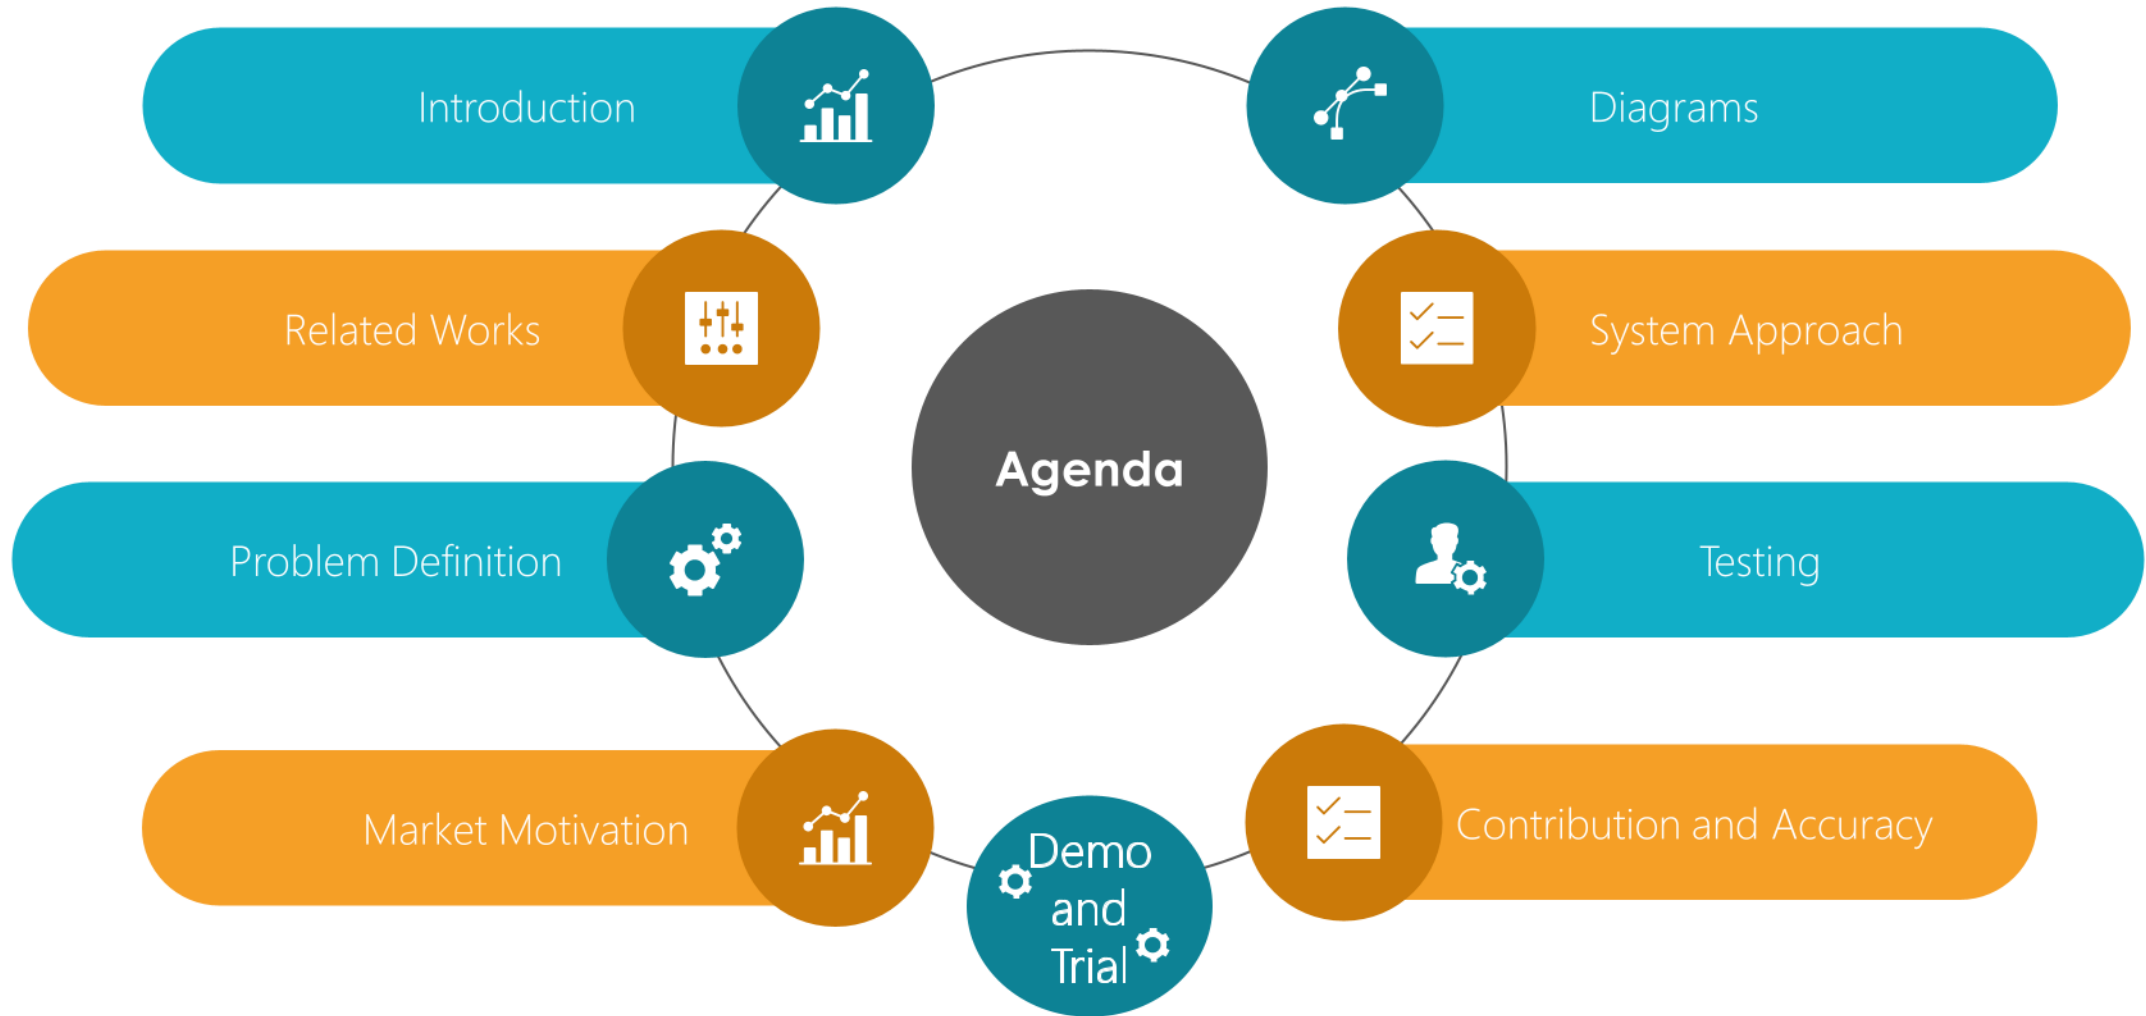 Introduction
Related Works
Problem Definition
Market Motivation
Agenda
Diagrams
System Approach
Testing
Contribution and Accuracy
Demo
and
Trial